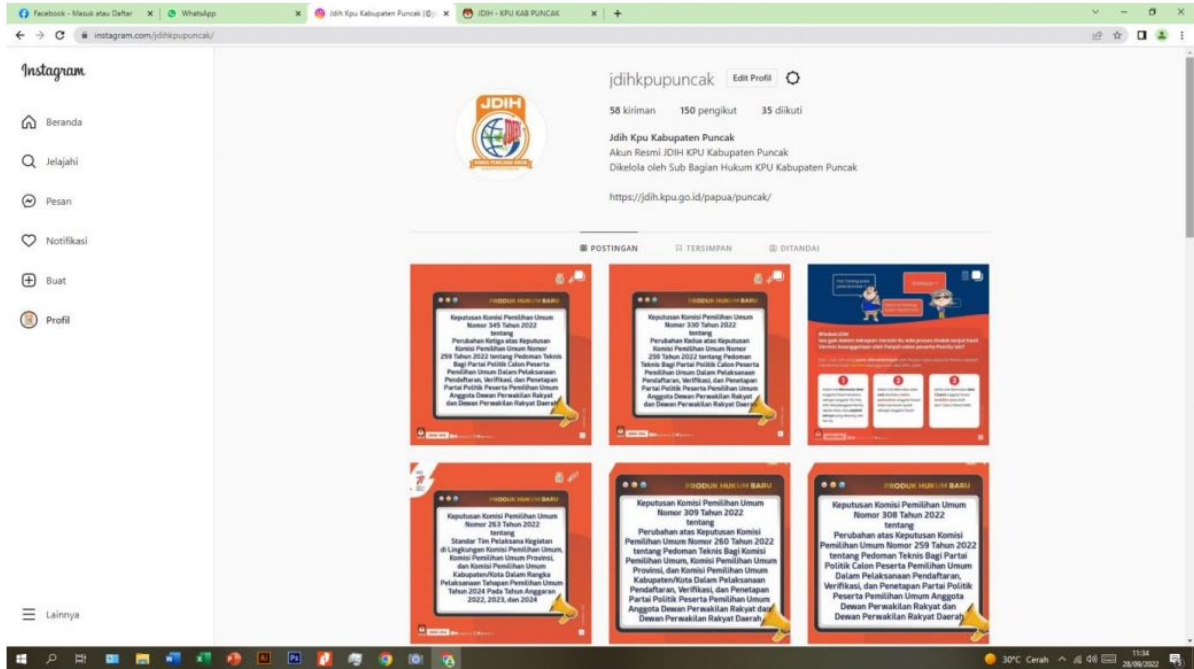 Facebook - Masuk atau Daftar
WhatsApp
Jdih Kpu Kabupaten Puncak (@j
JDIH - KPU KAB PUNCAK
instagram.com/jdihkpupuncak/
Instagram
Beranda
Jelajahi
Pesan
Notifikasi
Buat
Profil
Lainnya
JDIH
jdihkpupuncak Edit Profil
58 kiriman 150 pengikut 35 diikuti
Jdih Kpu Kabupaten Puncak
Akun Resmi JDIH KPU Kabupaten Puncak
Dikelola oleh Sub Bagian Hukum KPU Kabupaten Puncak
https://jdih.kpu.go.id/papua/puncak/
POSTINGAN TERSIMPAN DITANDAI
PRODUK HUKUM BARU
Keputusan Komisi Pemilihan Umum
Nomor 345 Tahun 2022
tentang
Perubahan Ketiga atas Keputusan
Komisi Pemilihan Umum Nomor
259 Tahun 2022 tentang Pedoman Teknis
Bagi Partai Politik Calon Peserta
Pemilihan Umum Dalam Pelaksanaan
Pendaftaran, Verifikasi, dan Penetapan
Partai Politik Peserta Pemilihan Umum
Anggota Dewan Perwakilan Rakyat
dan Dewan Perwakilan Rakyat Daerah
PRODUK HUKUM BARU
Keputusan Komisi Pemilihan Umum
Nomor 330 Tahun 2022
tentang
Perubahan Kedua atas Keputusan
Komisi Pemilihan Umum Nomor
259 Tahun 2022 tentang Pedoman
Teknis Bagi Partai Politik Calon Peserta
Pemilihan Umum Dalam Pelaksanaan
Pendaftaran, Verifikasi, dan Penetapan
Partai Politik Peserta Pemilihan Umum
Anggota Dewan Perwakilan Rakyat
dan Dewan Perwakilan Rakyat Daerah
1
2
3
PRODUK HUKUM BARU
Keputusan Komisi Pemilihan Umum
Nomor 263 Tahun 2022
tentang
Standar Tim Pelaksana Kegiatan
di Lingkungan Komisi Pemilihan Umum,
Komisi Pemilihan Umum Provinsi,
dan Komisi Pemilihan Umum
Kabupaten/Kota Dalam Rangka
Pelaksanaan Tahapan Pemilihan Umum
Tahun 2024 Pada Tahun Anggaran
2022, 2023, dan 2024
PRODUK HUKUM BARU
Keputusan Komisi Pemilihan Umum
Nomor 309 Tahun 2022
tentang
Perubahan atas Keputusan Komisi
Pemilihan Umum Nomor 260 Tahun 2022
tentang Pedoman Teknis Bagi Komisi
Pemilihan Umum, Komisi Pemilihan Umum
Provinsi, dan Komisi Pemilihan Umum
Kabupaten/Kota Dalam Pelaksanaan
Pendaftaran, Verifikasi, dan Penetapan
Partai Politik Peserta Pemilihan Umum
Anggota Dewan Perwakilan Rakyat dan
Dewan Perwakilan Rakyat Daerah
PRODUK HUKUM BARU
Keputusan Komisi Pemilihan Umum
Nomor 308 Tahun 2022
tentang
Perubahan atas Keputusan Komisi
Pemilihan Umum Nomor 259 Tahun 2022
tentang Pedoman Teknis Bagi Partai
Politik Calon Peserta Pemilihan Umum
Dalam Pelaksanaan Pendaftaran,
Verifikasi, dan Penetapan Partai Politik
Peserta Pemilihan Umum Anggota
Dewan Perwakilan Rakyat dan
Dewan Perwakilan Rakyat Daerah
30°C Cerah
11:34
28/09/2022